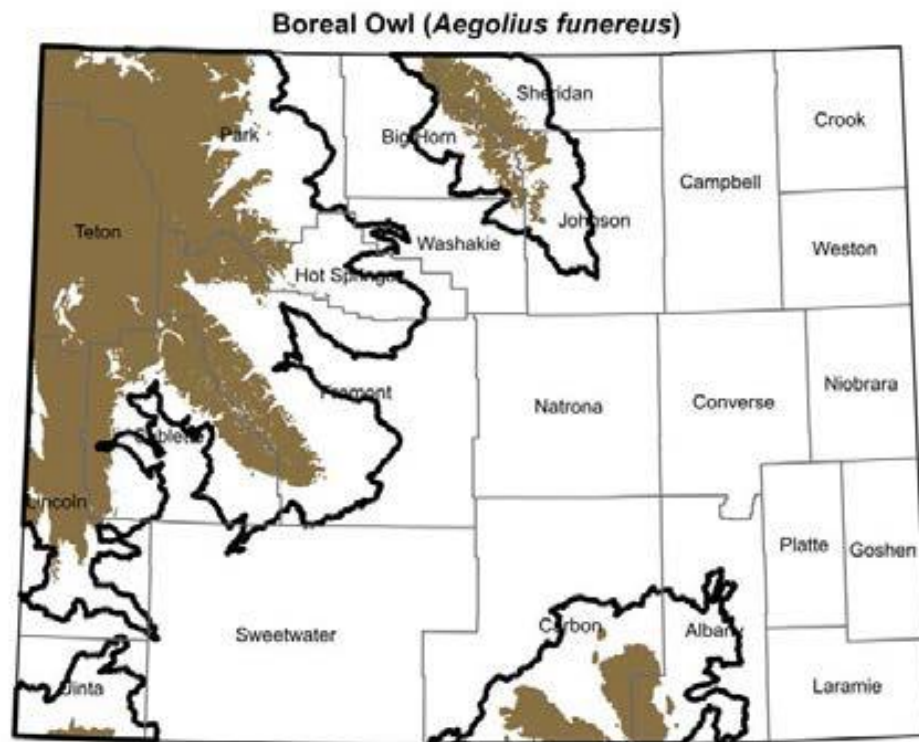 Boreal Owl (Aegolius funereus)
Sheridan
Crook
Park
Big Horn
Campbell
Teton
Johnson
Washakie
Weston
Hot Springs
Fremont
Niobrara
Natrona
Converse
Sublette
Lincoln
Platte
Goshen
Carbon
Albany
Sweetwater
Uinta
Laramie